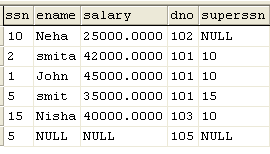 ssn ename salary dno superssn
10 Neha 25000.0000 102 NULL
2 smita 42000.0000 101 10
1 John 45000.0000 101 10
5 smit 35000.0000 101 15
15 Nisha 40000.0000 103 10
5 NULL NULL 105 NULL